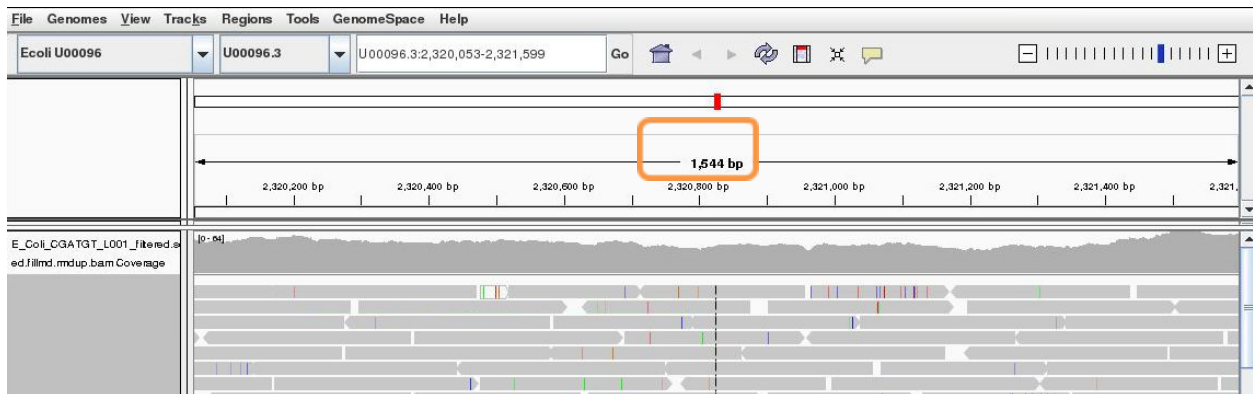 File Genomes View Tracks Regions Tools GenomeSpace Help
Ecoli U00096 U00096.3 U00096.3:2,320,053-2,321,599 Go
1,544 bp
2,320,200 bp 2,320,400 bp 2,320,600 bp 2,320,800 bp 2,321,000 bp 2,321,200 bp 2,321,400 bp 2,321,
E_Coli_CGATGT_L001_filtered.s
ed.fillmd.rmdup.bam Coverage
[0 - 64]